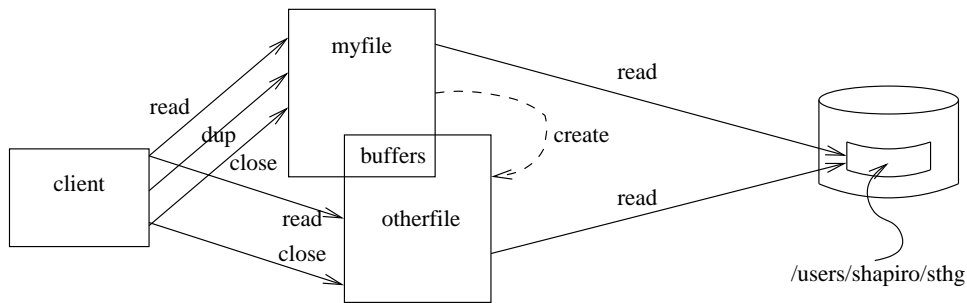 myfile
read
read
dup
create
close
buffers
client
read
otherfile
read
close
/users/shapiro/sthg